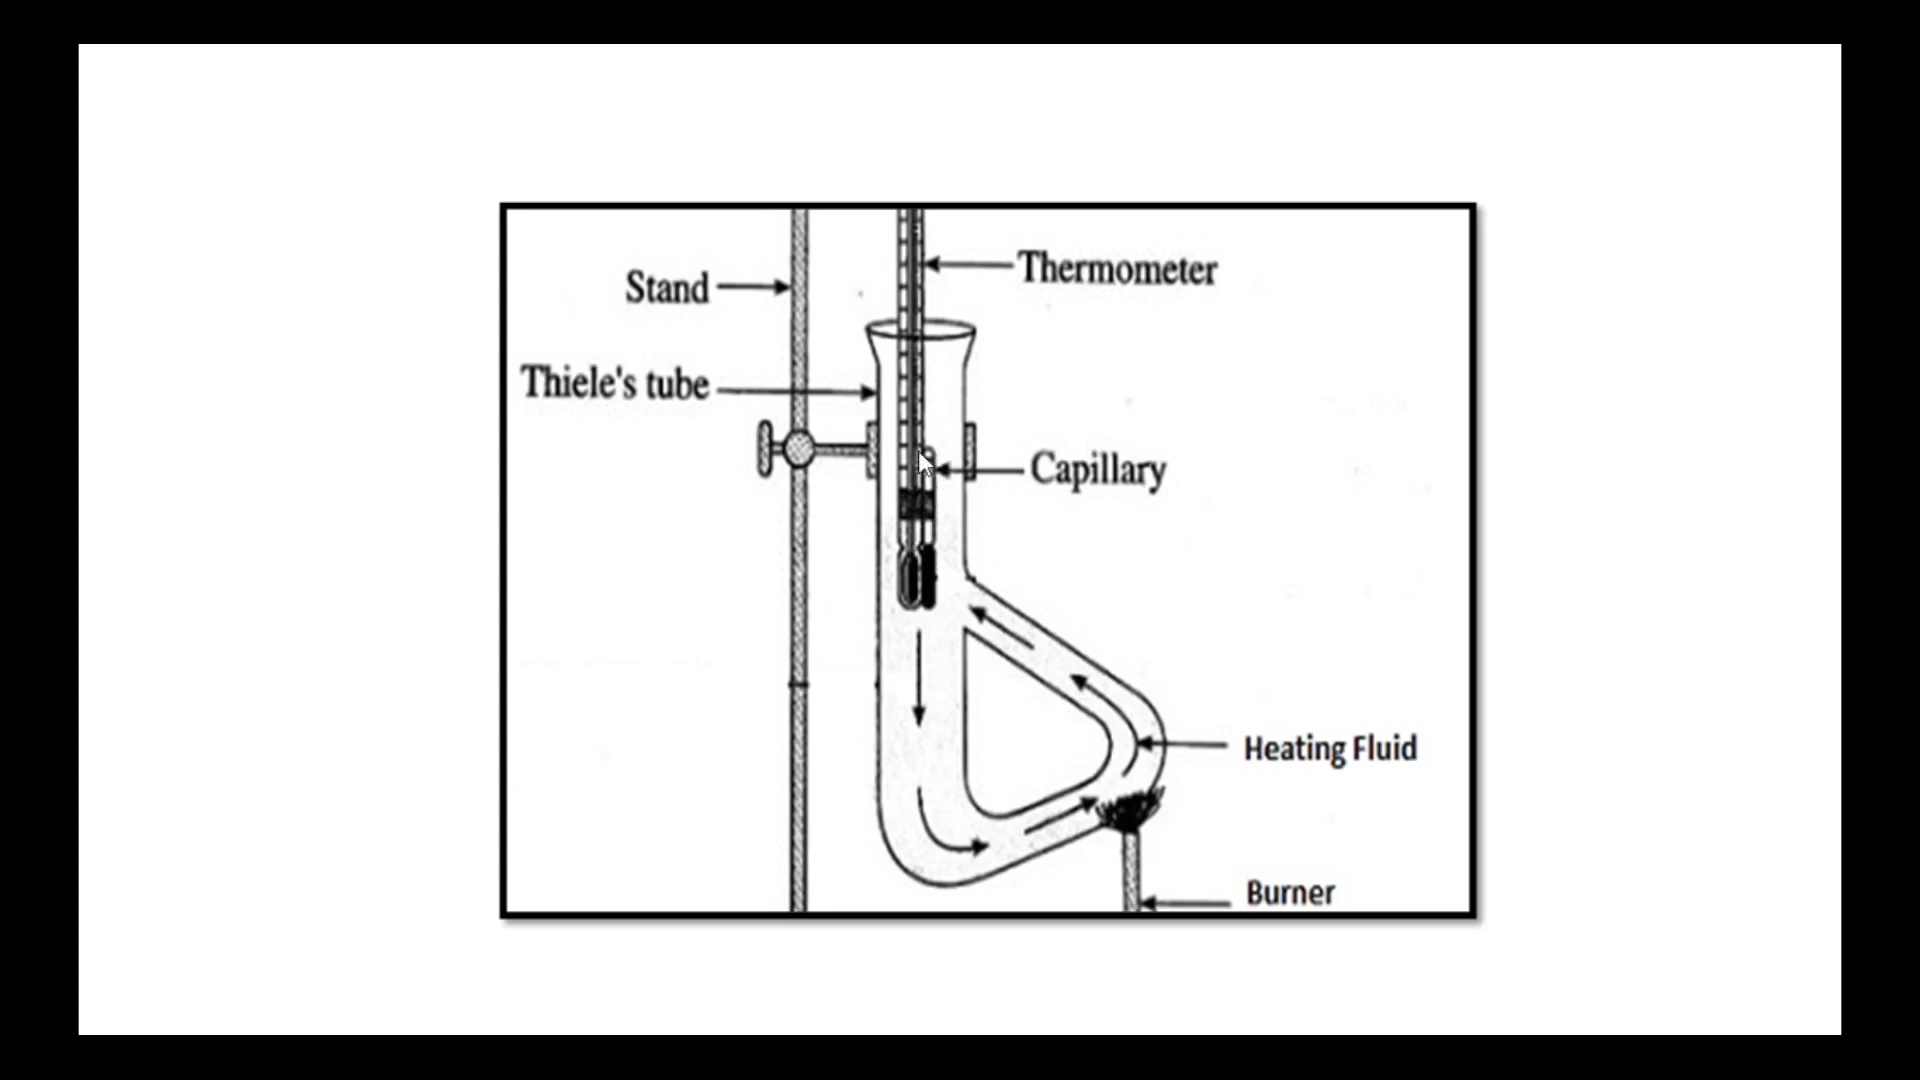 Thermometer
Stand
Thiele's tube
Capillary
Heating Fluid
Burner